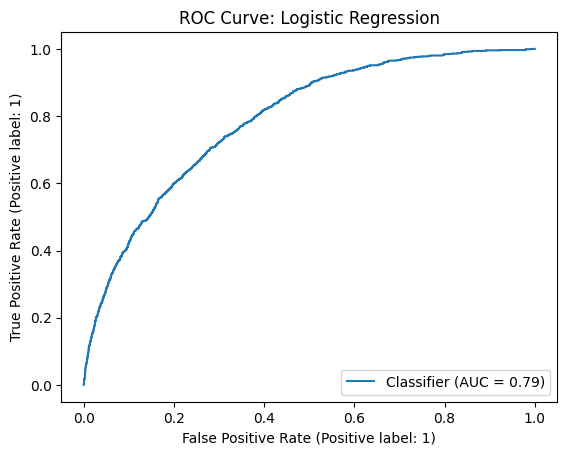 ROC Curve: Logistic Regression
True Positive Rate (Positive label: 1)
1.0
0.8
0.6
0.4
0.2
0.0
Classifier (AUC = 0.79)
0.0 0.2 0.4 0.6 0.8 1.0
False Positive Rate (Positive label: 1)